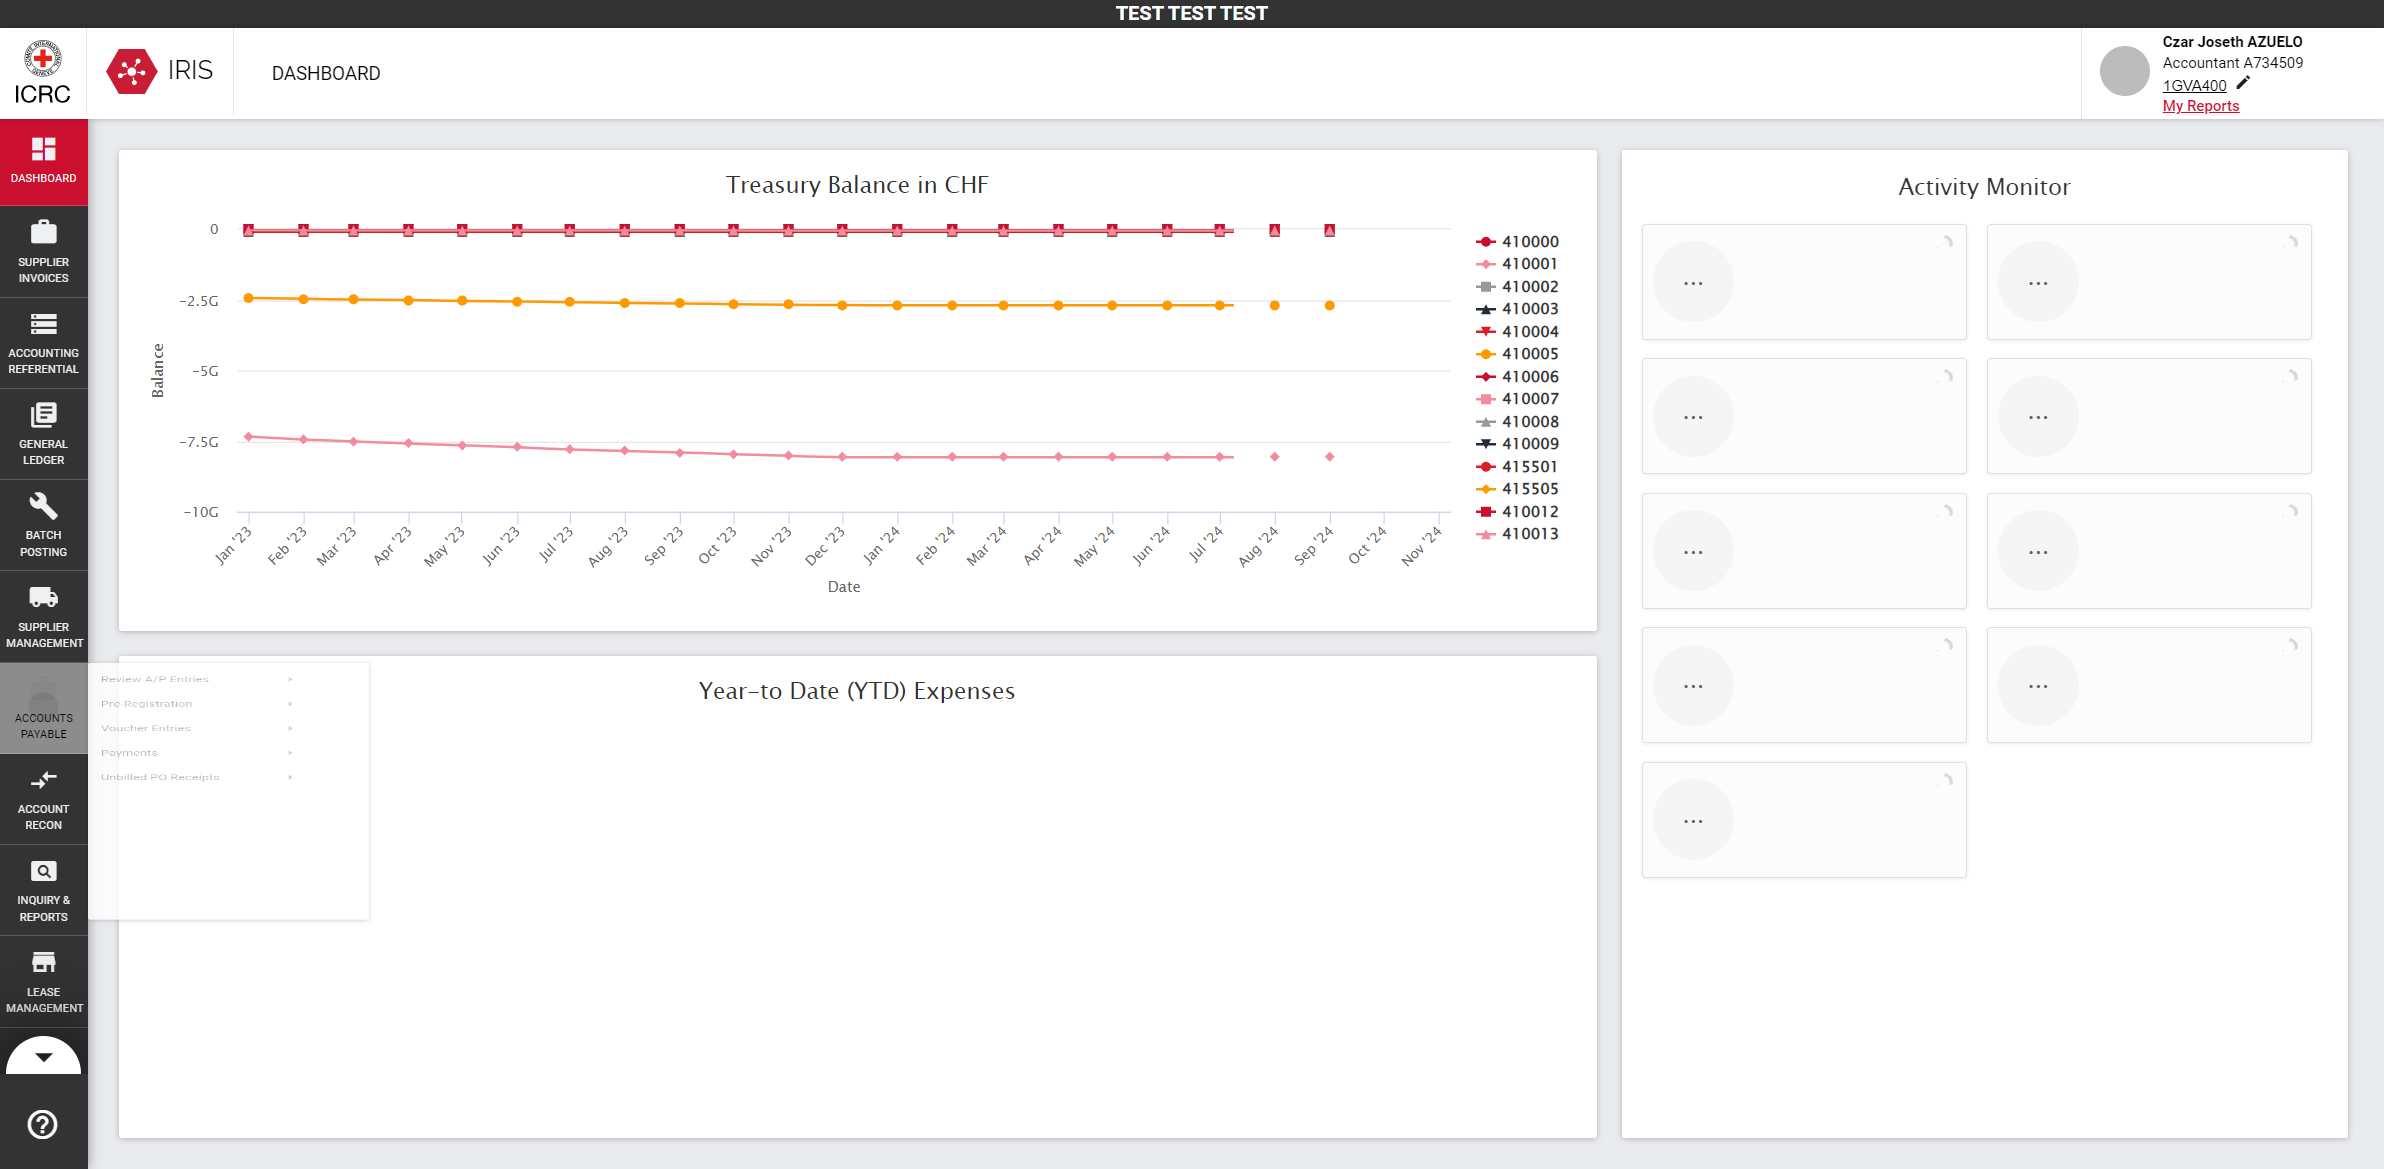 TEST TEST TEST
ICRC
IRIS
DASHBOARD
Czar Joseth AZUELO
Accountant A734509
1GVA400
My Reports
DASHBOARD
SUPPLIER
INVOICES
ACCOUNTING
REFERENTIAL
GENERAL
LEDGER
BATCH
POSTING
SUPPLIER
MANAGEMENT
ACCOUNTS
PAYABLE
ACCOUNT
RECON
INQUIRY &
REPORTS
LEASE
MANAGEMENT
Review A/P Entries
Pre Registration
Voucher Entries
Payments
Unbilled PO Receipts
Treasury Balance in CHF
Balance
0
-2.5G
-5G
-7.5G
-10G
Jan '23
Feb '23
Mar '23
Apr '23
May '23
Jun '23
Jul '23
Aug '23
Sep '23
Oct '23
Nov '23
Dec '23
Jan '24
Feb '24
Mar '24
Apr '24
May '24
Jun '24
Jul '24
Aug '24
Sep '24
Oct '24
Nov '24
Date
410000
410001
410002
410003
410004
410005
410006
410007
410008
410009
415501
415505
410012
410013
Year-to Date (YTD) Expenses
Activity Monitor
...
...
...
...
...
...
...
...
...